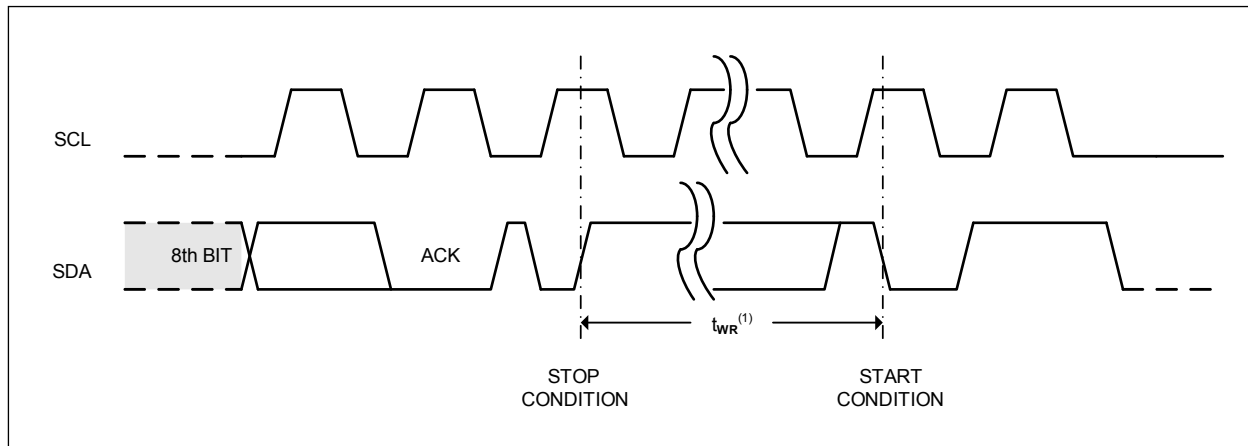 SCL
8th BIT
ACK
SDA
tWR(1)
STOP
CONDITION
START
CONDITION